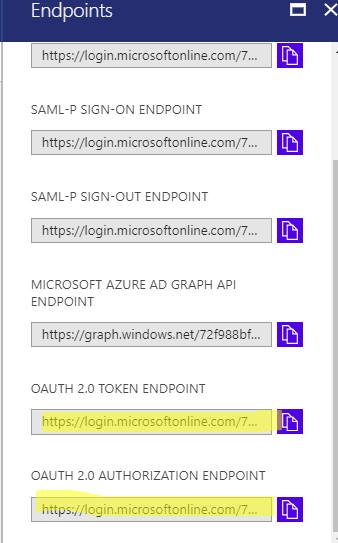 Endpoints
https://login.microsoftonline.com/7...
SAML-P SIGN-ON ENDPOINT
https://login.microsoftonline.com/7...
SAML-P SIGN-OUT ENDPOINT
https://login.microsoftonline.com/7...
MICROSOFT AZURE AD GRAPH API
ENDPOINT
https://graph.windows.net/72f988bf...
OAUTH 2.0 TOKEN ENDPOINT
https://login.microsoftonline.com/7...
OAUTH 2.0 AUTHORIZATION ENDPOINT
https://login.microsoftonline.com/7...